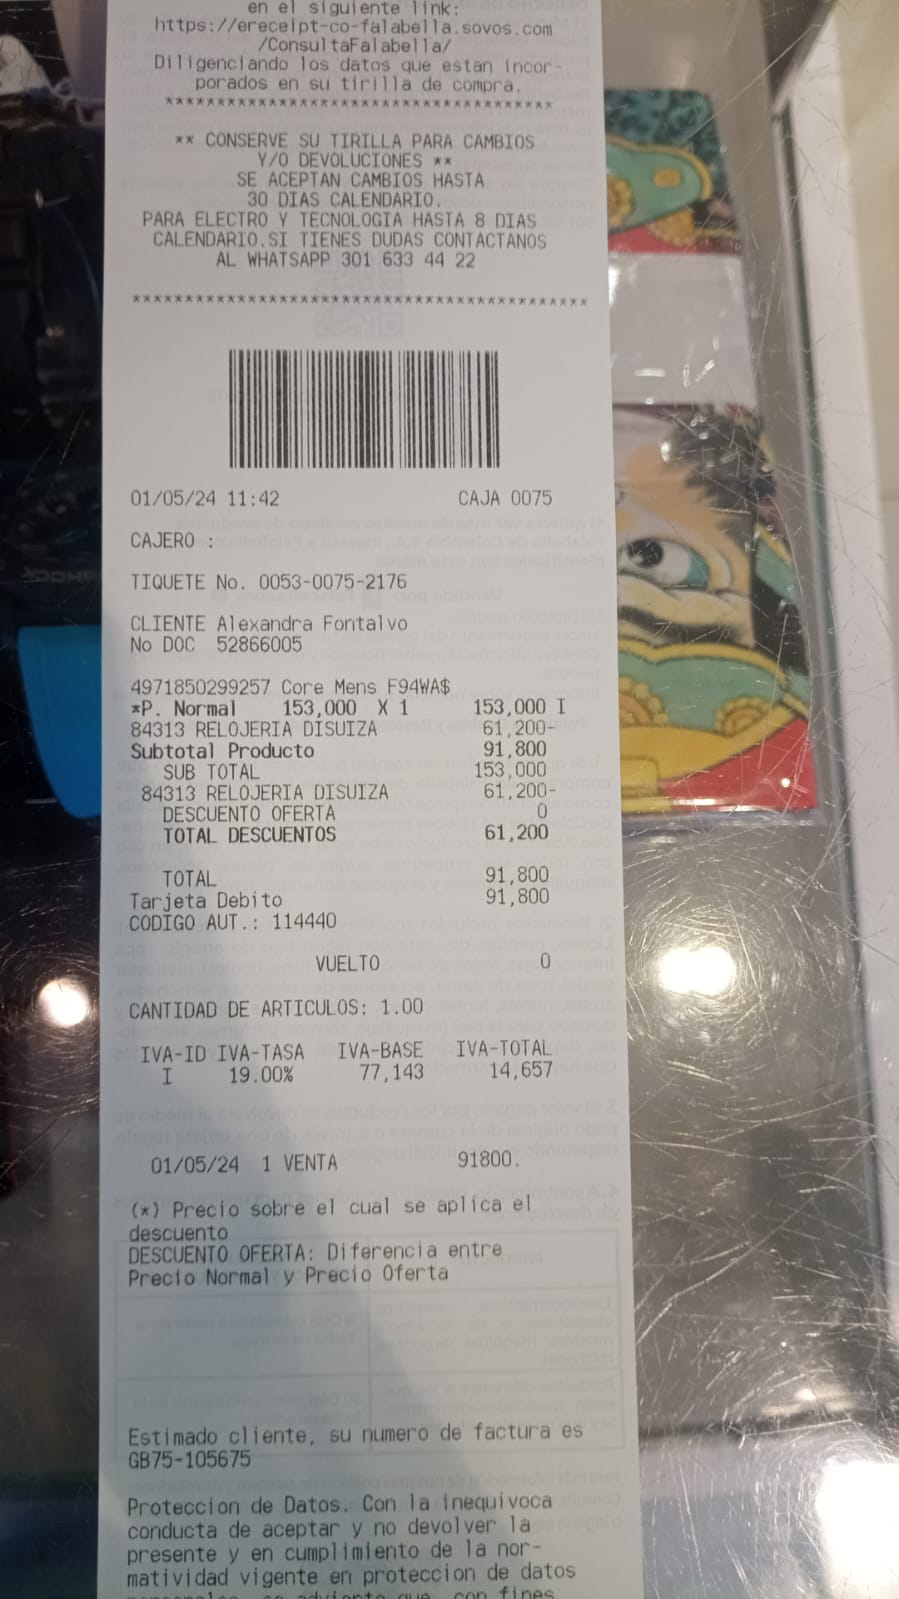 en el siguiente link:
https://ereceipt-co-falabella.sovos.com
/ConsultaFalabella/
Diligenciando los datos que estan incor-
porados en su tirilla de compra.
*************************************
** CONSERVE SU TIRILLA PARA CAMBIOS
Y/O DEVOLUCIONES **
SE ACEPTAN CAMBIOS HASTA
30 DIAS CALENDARIO.
PARA ELECTRO Y TECNOLOGIA HASTA 8 DIAS
CALENDARIO.SI TIENES DUDAS CONTACTANOS
AL WHATSAPP 301 633 44 22
********************************************
01/05/24 11:42 CAJA 0075
CAJERO :
TIQUETE No. 0053-0075-2176
CLIENTE Alexandra Fontalvo
No DOC 52866005
4971850299257 Core Mens F94WA$
*P. Normal 153,000 X 1 153,000 I
84313 RELOJERIA DISUIZA 61,200-
Subtotal Producto 91,800
SUB TOTAL 153,000
84313 RELOJERIA DISUIZA 61,200-
DESCUENTO OFERTA 0
TOTAL DESCUENTOS 61,200
TOTAL 91,800
Tarjeta Debito 91,800
CODIGO AUT.: 114440
VUELTO 0
CANTIDAD DE ARTICULOS: 1.00
IVA-ID IVA-TASA IVA-BASE IVA-TOTAL
I 19.00% 77,143 14,657
01/05/24 1 VENTA 91800.
(*) Precio sobre el cual se aplica el
descuento
DESCUENTO OFERTA: Diferencia entre
Precio Normal y Precio Oferta
Estimado cliente, su numero de factura es
GB75-105675
Proteccion de Datos. Con la inequivoca
conducta de aceptar y no devolver la
presente y en cumplimiento de la nor-
matividad vigente en proteccion de datos
con fines